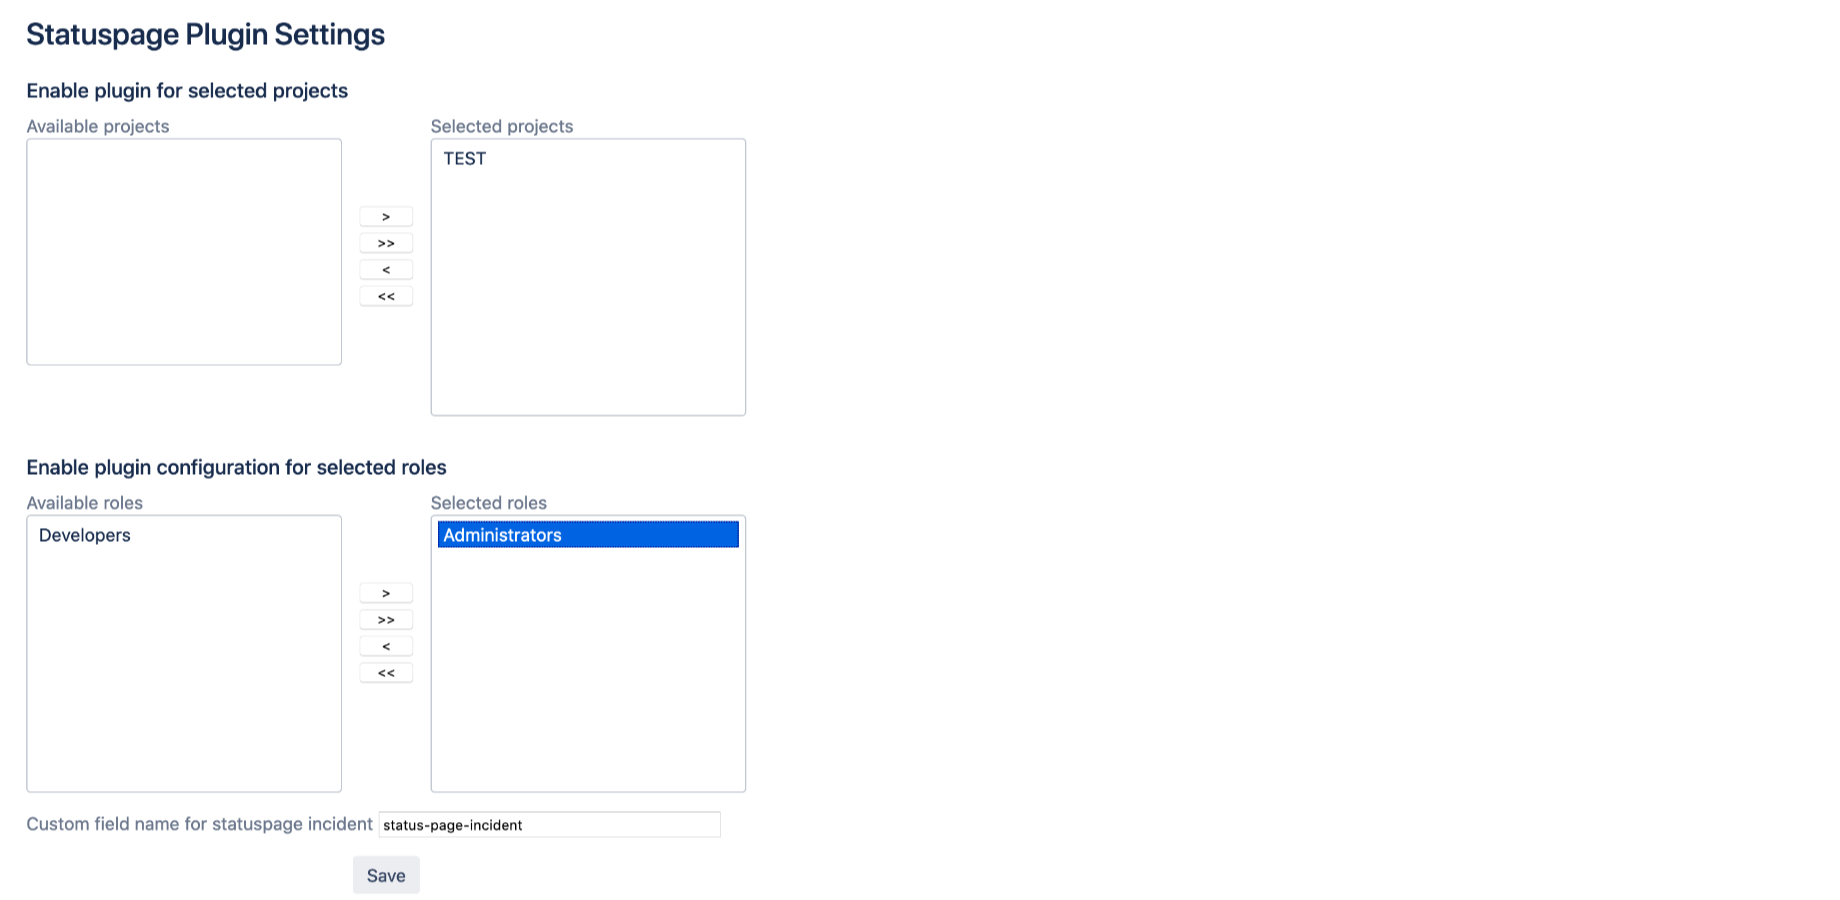 Statuspage Plugin Settings
Enable plugin for selected projects
Available projects
Selected projects
TEST
>
>>
<
<<
Enable plugin configuration for selected roles
Available roles
Selected roles
Developers
Administrators
>
>>
<
<<
Custom field name for statuspage incident status-page-incident
Save